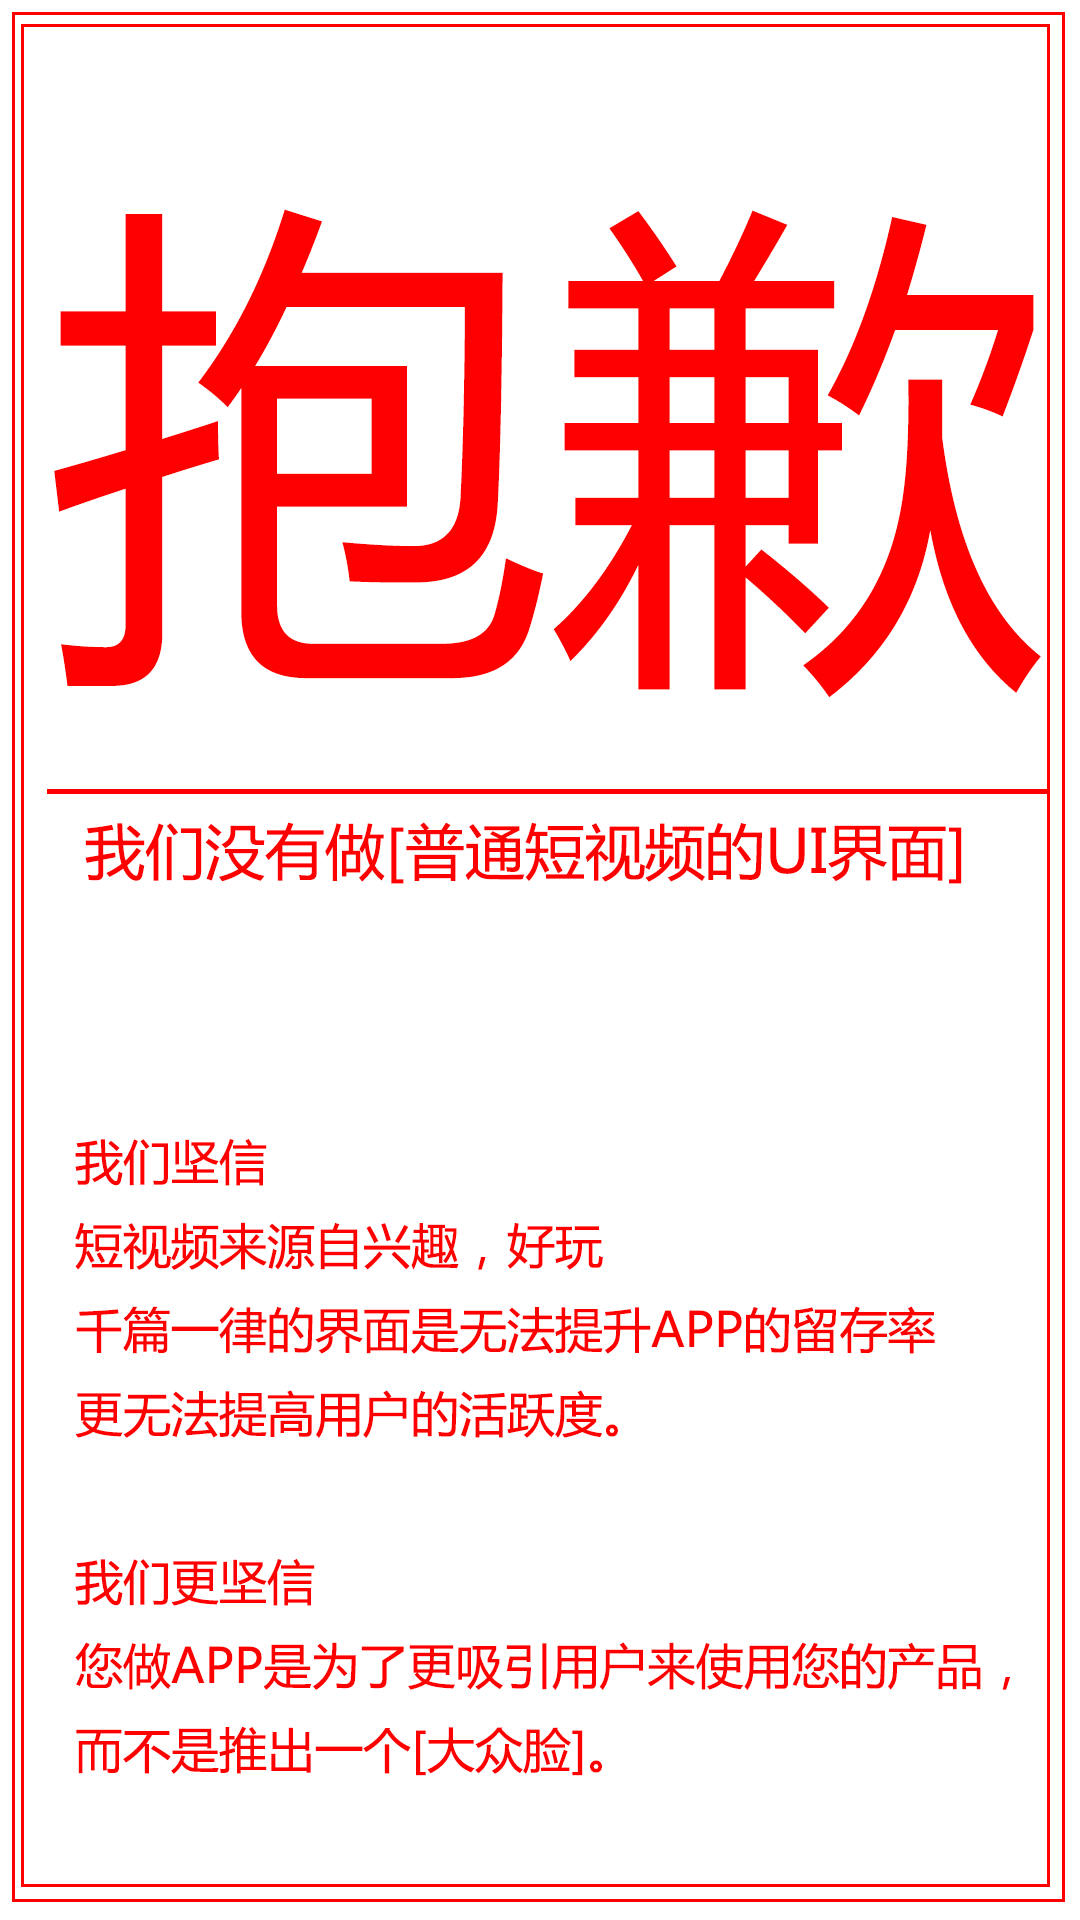 抱歉
我们没有做[普通短视频的UI界面]
我们坚信
短视频来源自兴趣，好玩
千篇一律的界面是无法提升APP的留存率
更无法提高用户的活跃度。
我们更坚信
您做APP是为了更吸引用户来使用您的产品，
而不是推出一个[大众脸]。